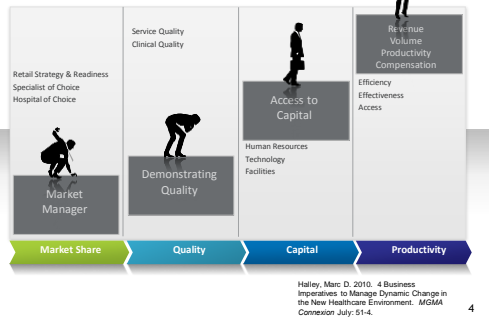 Retail Strategy & Readiness
Specialist of Choice
Hospital of Choice
Market
Manager
Service Quality
Clinical Quality
Demonstrating
Quality
Access to
Capital
Human Resources
Technology
Facilities
Revenue
Volume
Productivity
Compensation
Efficiency
Effectiveness
Access
Market Share
Quality
Capital
Productivity
Halley, Marc D. 2010.  4 Business
Imperatives to Manage Dynamic Change in
the New Healthcare Environment.  MGMA
Connexion July: 51-4.
4